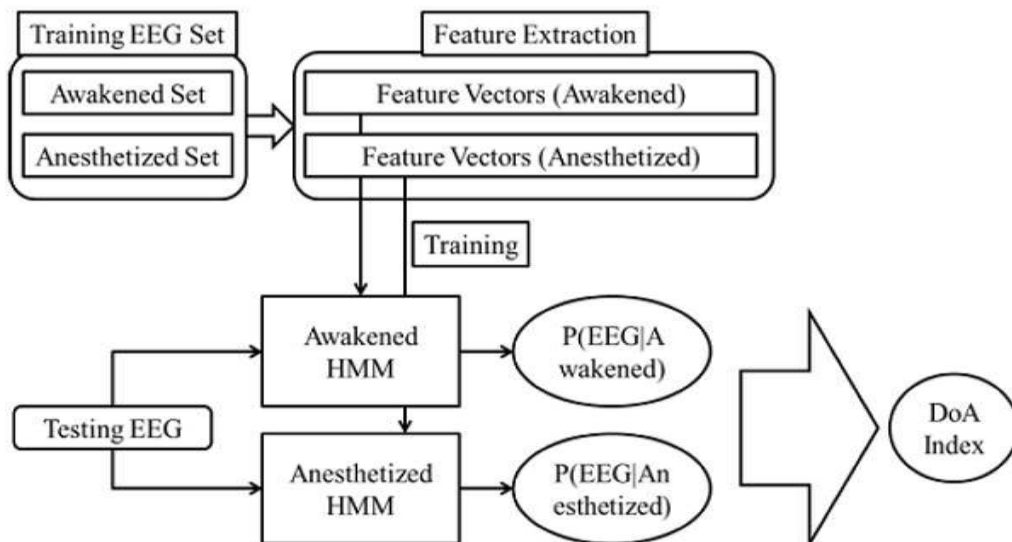 Training EEG Set
Awakened Set
Anesthetized Set
Feature Extraction
Feature Vectors (Awakened)
Feature Vectors (Anesthetized)
Training
Awakened
HMM
P(EEG|A
wakened)
Testing EEG
Anesthetized
HMM
P(EEG|An
esthetized)
DoA
Index